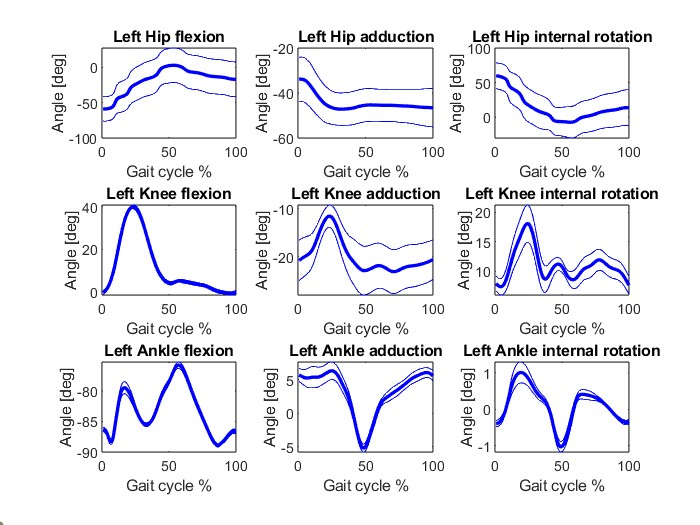 Left Hip flexion
0
-50
-100
Angle [deg]
0 50 100
Gait cycle %
Left Hip adduction
-20
-40
-60
Angle [deg]
0 50 100
Gait cycle %
Left Hip internal rotation
100
50
0
Angle [deg]
0 50 100
Gait cycle %
Left Knee flexion
40
20
0
Angle [deg]
0 50 100
Gait cycle %
Left Knee adduction
-10
-20
Angle [deg]
0 50 100
Gait cycle %
Left Knee internal rotation
20
15
10
Angle [deg]
0 50 100
Gait cycle %
Left Ankle flexion
-80
-85
-90
Angle [deg]
0 50 100
Gait cycle %
Left Ankle adduction
5
0
-5
Angle [deg]
0 50 100
Gait cycle %
Left Ankle internal rotation
1
0
-1
Angle [deg]
0 50 100
Gait cycle %